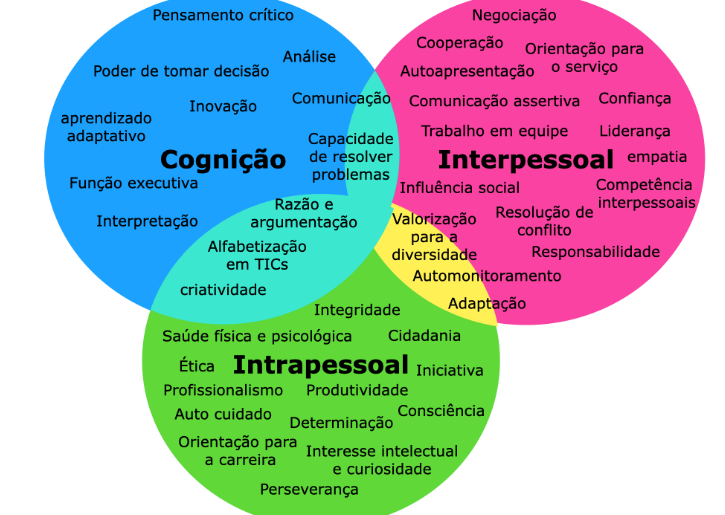 Pensamento crítico
Análise
Poder de tomar decisão
Comunicação
Inovação
aprendizado
adaptativo
Capacidade
de resolver
problemas
Cognição
Função executiva
Interpretação
Razão e
argumentação
Alfabetização
em TICs
criatividade
Negociação
Cooperação
Orientação para
o serviço
Autoapresentação
Comunicação assertiva
Confiança
Trabalho em equipe
Liderança
Interpessoal
empatia
Influência social
Competência
interpessoais
Resolução de
conflito
Valorização
para a
diversidade
Responsabilidade
Automonitoramento
Adaptação
Integridade
Saúde física e psicológica
Cidadania
Ética
Intrapessoal
Iniciativa
Profissionalismo
Produtividade
Auto cuidado
Determinação
Consciência
Orientação para
a carreira
Interesse intelectual
e curiosidade
Perseverança